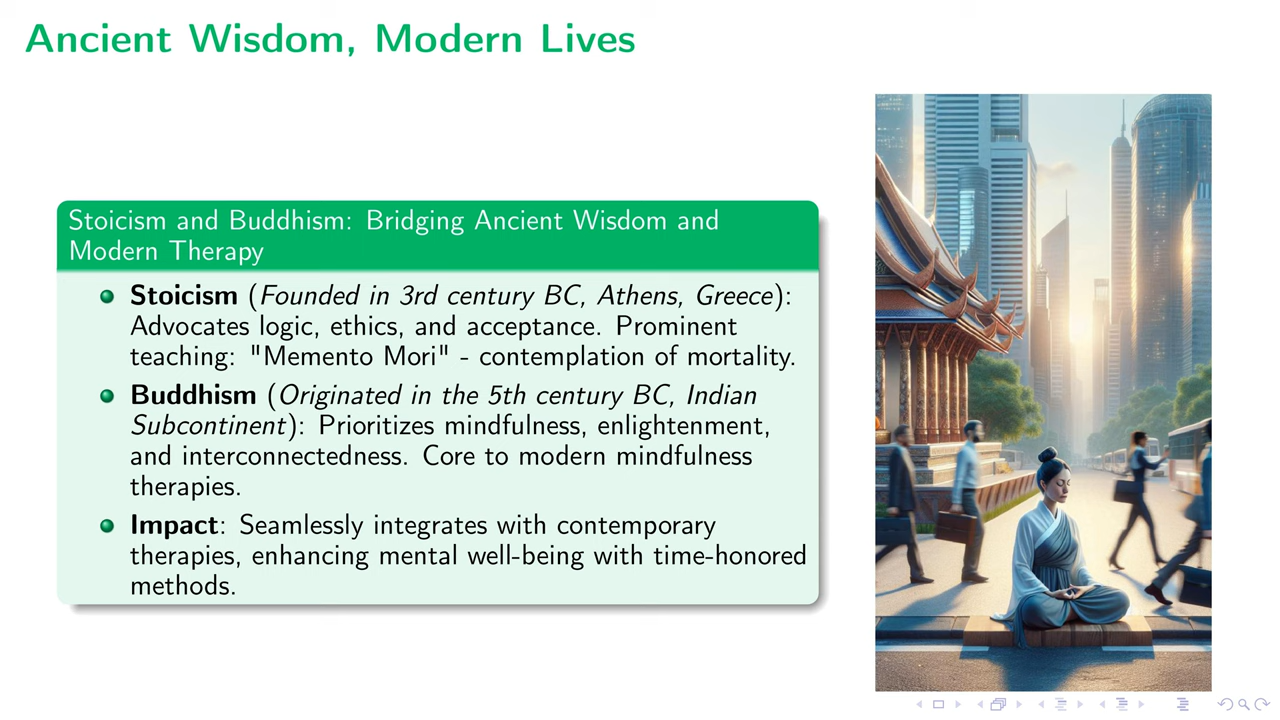 Ancient Wisdom, Modern Lives
Stoicism and Buddhism: Bridging Ancient Wisdom and
Modern Therapy
Stoicism (Founded in 3rd century BC, Athens, Greece):
Advocates logic, ethics, and acceptance. Prominent
teaching: "Memento Mori" - contemplation of mortality.
Buddhism (Originated in the 5th century BC, Indian
Subcontinent): Prioritizes mindfulness, enlightenment,
and interconnectedness. Core to modern mindfulness
therapies.
Impact: Seamlessly integrates with contemporary
therapies, enhancing mental well-being with time-honored
methods.